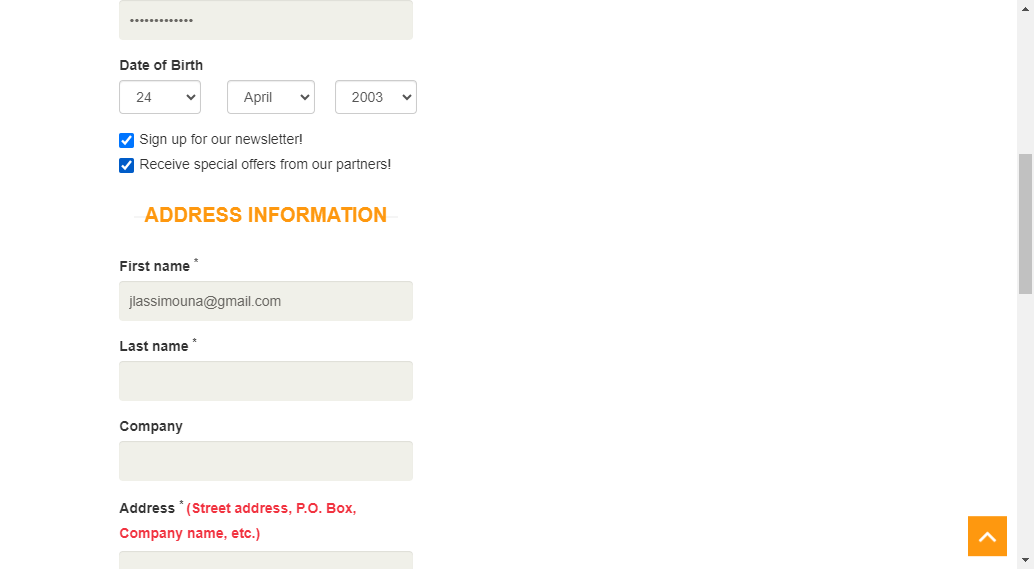 •••••••••••••
Date of Birth
24 April 2003
Sign up for our newsletter!
Receive special offers from our partners!
ADDRESS INFORMATION
First name *
jlassimouna@gmail.com
Last name *
Company
Address * (Street address, P.O. Box,
Company name, etc.)